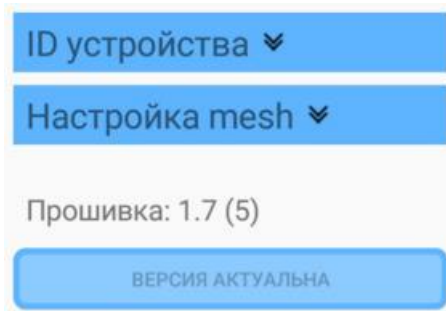 ID устройства
Настройка mesh
Прошивка: 1.7 (5)
ВЕРСИЯ АКТУАЛЬНА